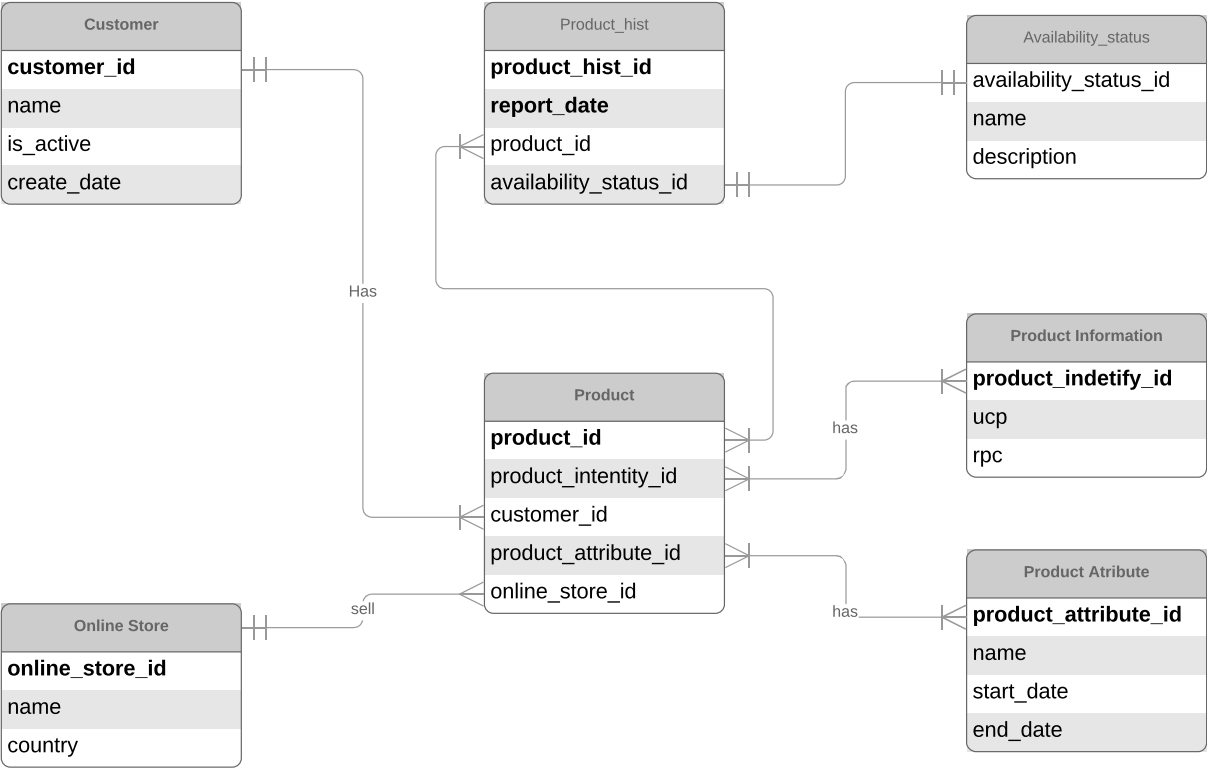 Customer
customer_id
name
is_active
create_date
Product_hist
product_hist_id
report_date
product_id
availability_status_id
Availability_status
availability_status_id
name
description
Has
Product Information
product_indetify_id
ucp
rpc
has
Product
product_id
product_intentity_id
customer_id
product_attribute_id
online_store_id
sell
has
Online Store
online_store_id
name
country
Product Atribute
product_attribute_id
name
start_date
end_date